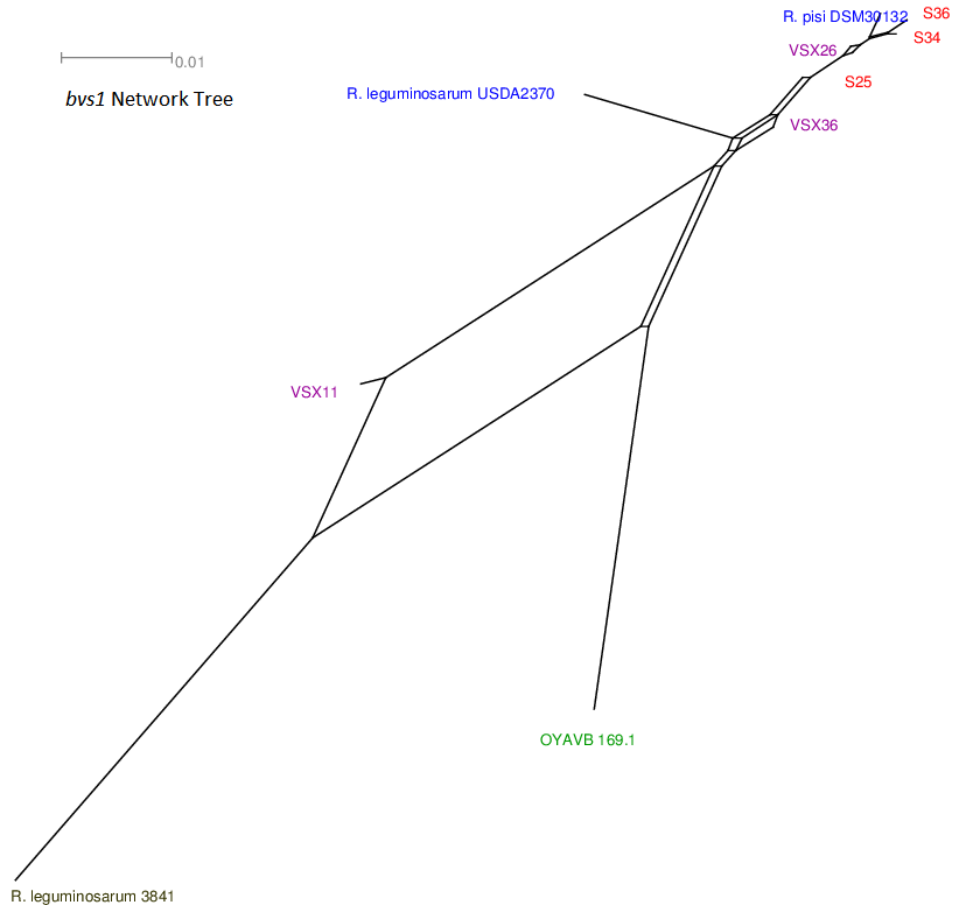 R. pisi DSM30132
S36
S34
VSX26
0.01
S25
R. leguminosarum USDA2370
bvs1 Network Tree
VSX36
VSX11
OYAVB 169.1
R. leguminosarum 3841